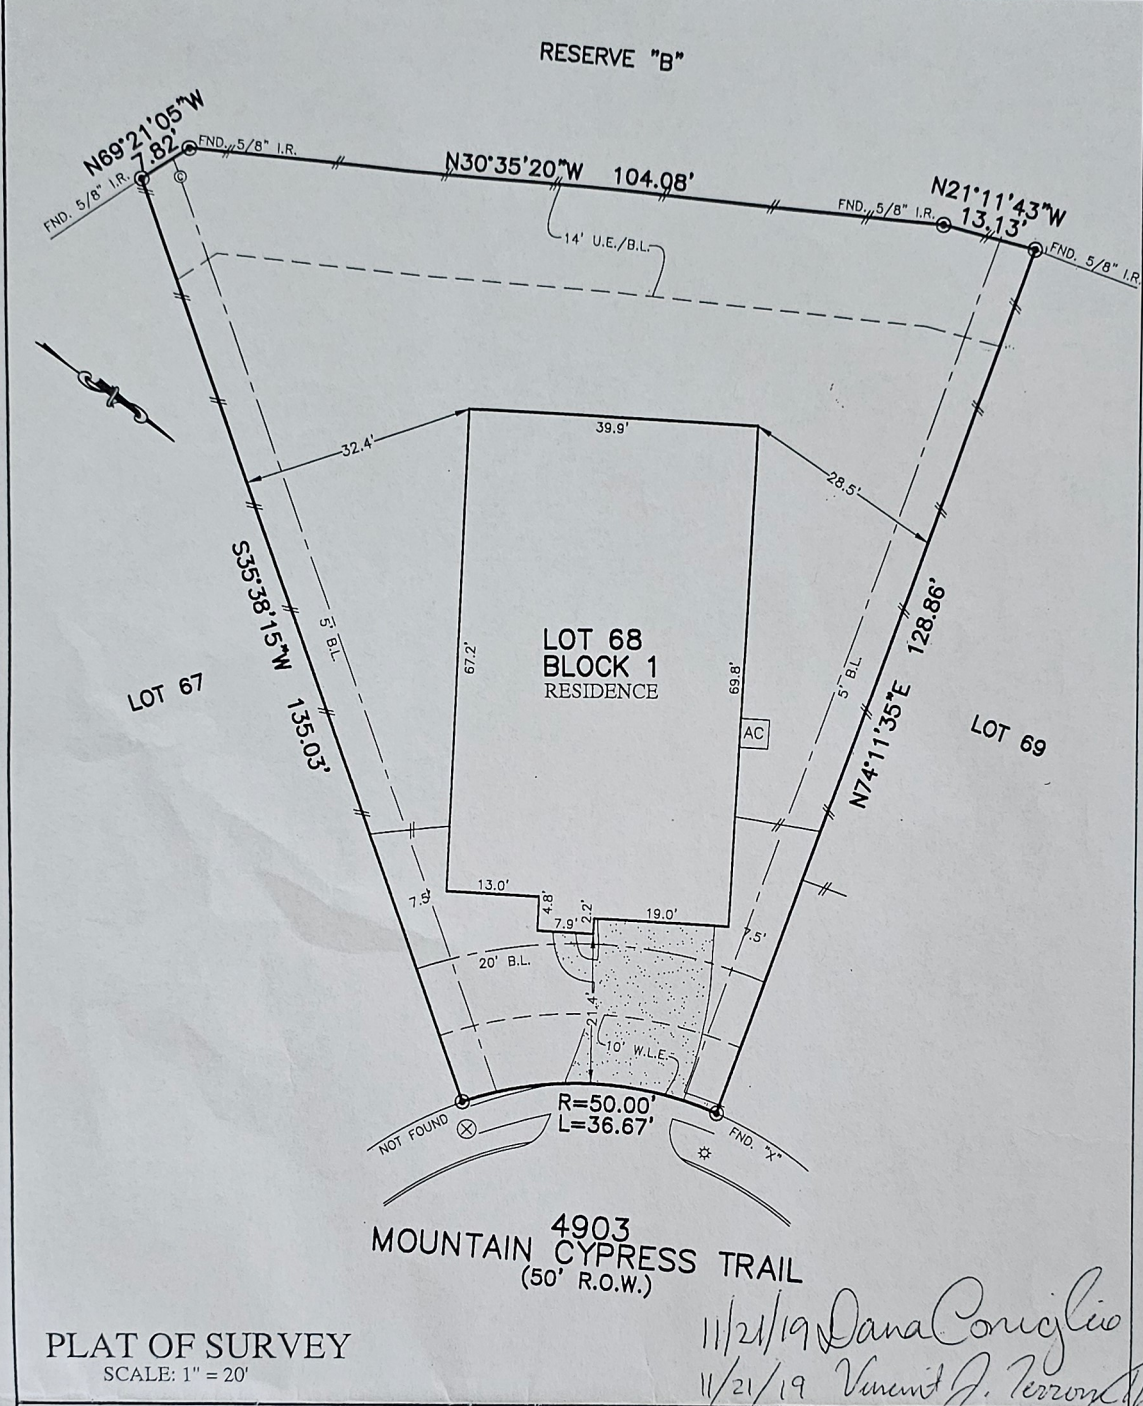 RESERVE "B"
N69°21'05"W
7.82'
FND. 5/8" I.R.
FND. 5/8" I.R.
N30°35'20"W 104.08'
FND. 5/8" I.R.
N21°11'43"W
13.13'
FND. 5/8" I.R.
14' U.E./B.L.
C
32.4'
39.9'
28.5'
S35°38'15"W 135.03'
5' B.L.
67.2'
LOT 68
BLOCK 1
RESIDENCE
69.8'
AC
5' B.L.
N74°11'35"E 128.86'
LOT 67
LOT 69
7.5'
13.0'
4.8'
7.9'
2.2'
19.0'
7.5'
20' B.L.
21.4'
10' W.L.E.
R=50.00'
L=36.67'
NOT FOUND
FND. "X"
4903
MOUNTAIN CYPRESS TRAIL
(50' R.O.W.)
PLAT OF SURVEY
SCALE: 1" = 20'
11/21/19 Dana Coniglio
11/21/19 Vincent J.